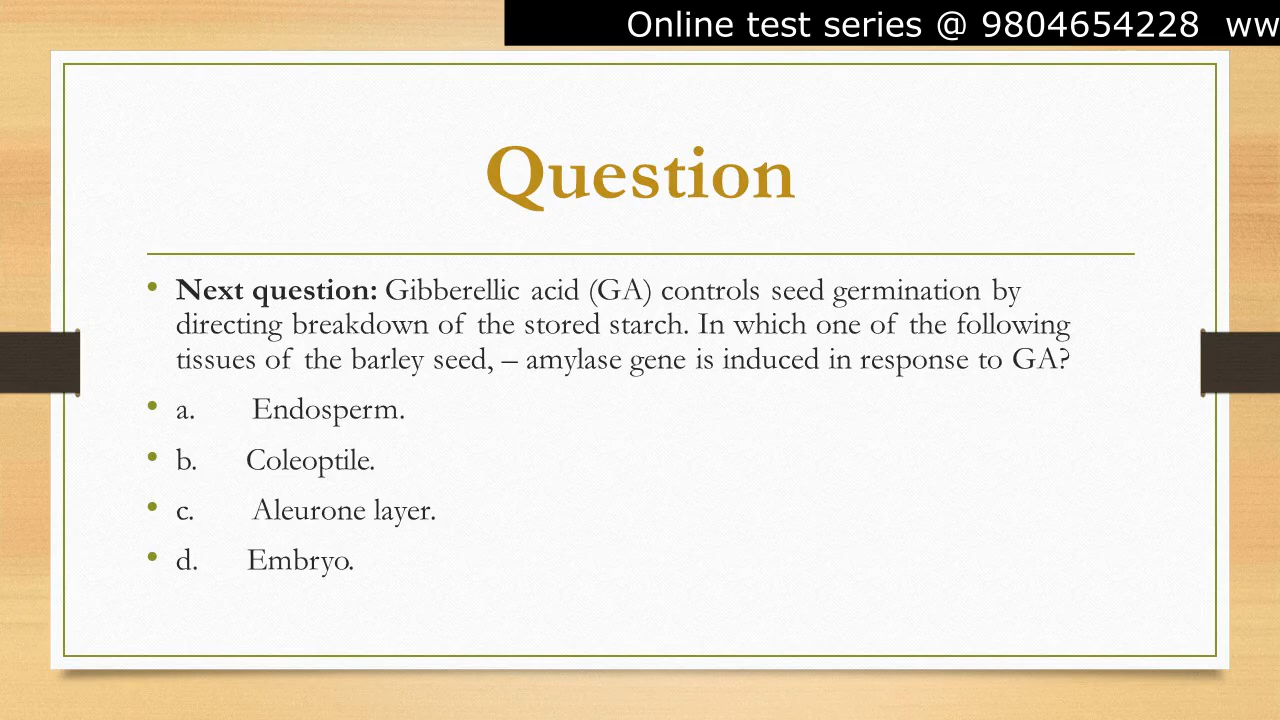 Online test series @ 9804654228 ww
Question
• Next question: Gibberellic acid (GA) controls seed germination by
directing breakdown of the stored starch. In which one of the following
tissues of the barley seed, – amylase gene is induced in response to GA?
• a. Endosperm.
• b. Coleoptile.
• c. Aleurone layer.
• d. Embryo.